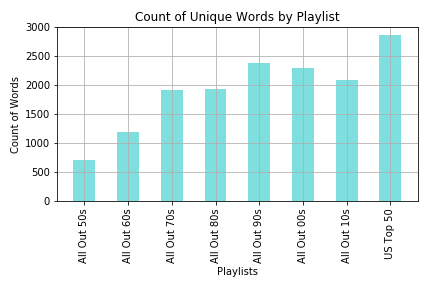 Count of Unique Words by Playlist
Count of Words
3000
2500
2000
1500
1000
500
0
All Out 50s
All Out 60s
All Out 70s
All Out 80s
All Out 90s
All Out 00s
All Out 10s
US Top 50
Playlists